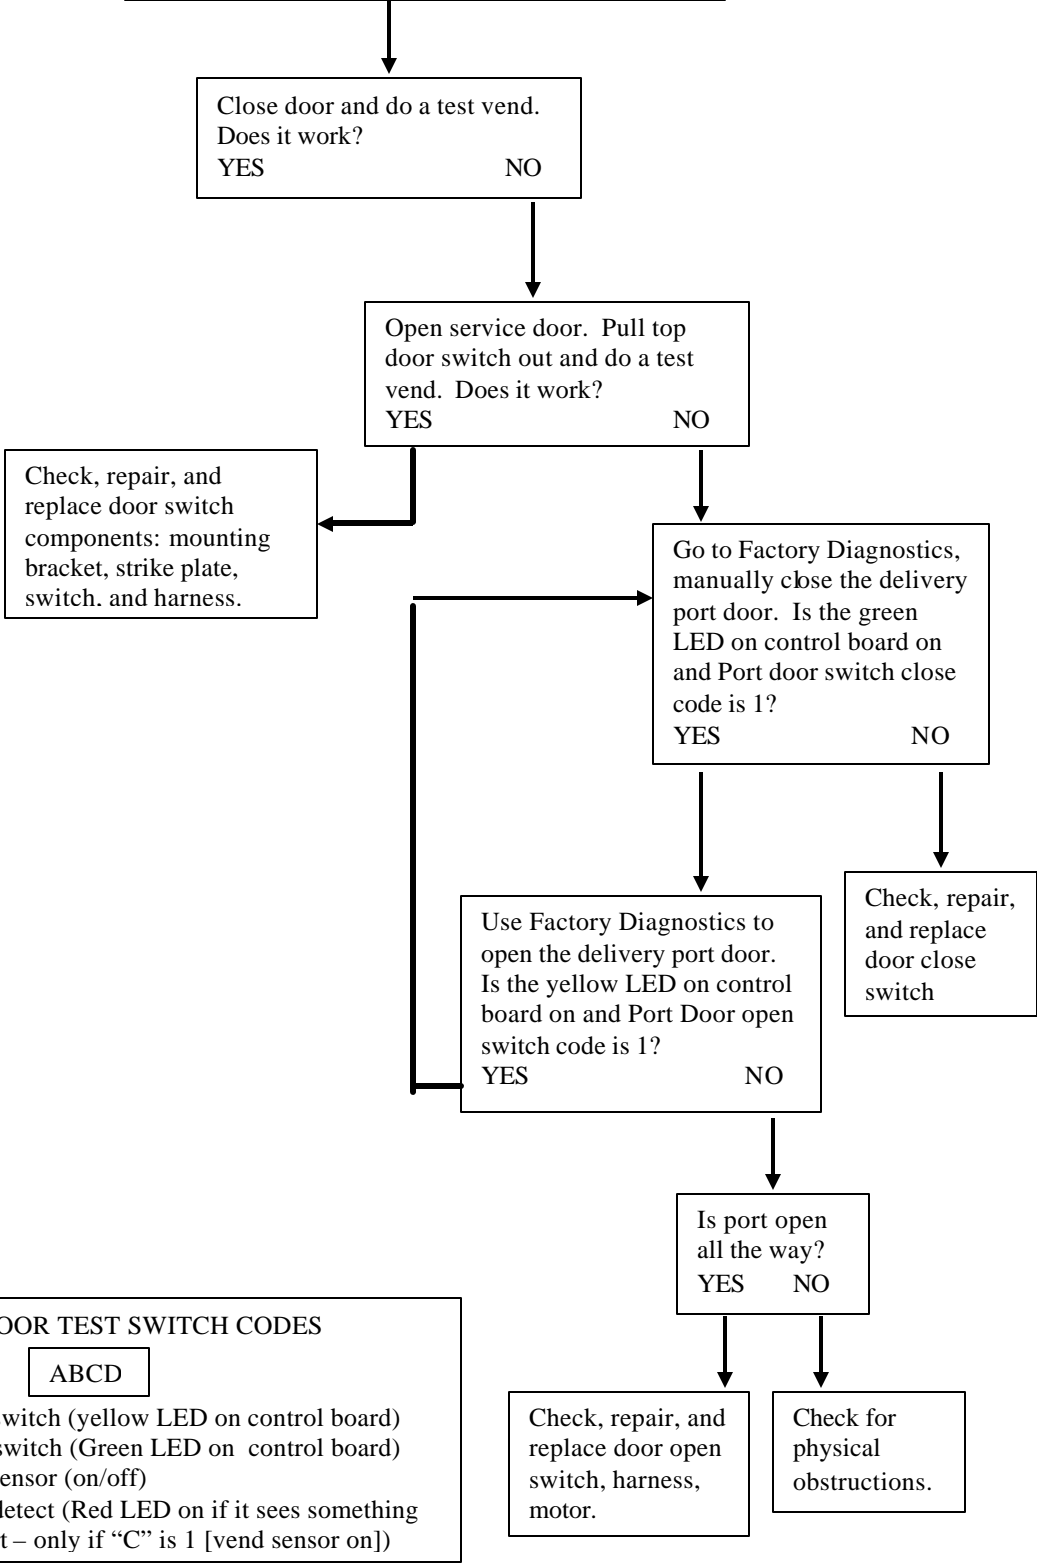 Close door and do a test vend.
Does it work?
YES NO
Open service door. Pull top
door switch out and do a test
vend. Does it work?
YES NO
Check, repair, and
replace door switch
components: mounting
bracket, strike plate,
switch, and harness.
Go to Factory Diagnostics,
manually close the delivery
port door. Is the green
LED on control board on
and Port door switch close
code is 1?
YES NO
Check, repair,
and replace
door close
switch
Use Factory Diagnostics to
open the delivery port door.
Is the yellow LED on control
board on and Port Door open
switch code is 1?
YES NO
Is port open
all the way?
YES NO
Check, repair, and
replace door open
switch, harness,
motor.
Check for
physical
obstructions.
TEST SWITCH CODES
ABCD
(yellow LED on control board)
(Green LED on control board)
(on/off)
(Red LED on if it sees something
– only if “C” is 1 [vend sensor on])